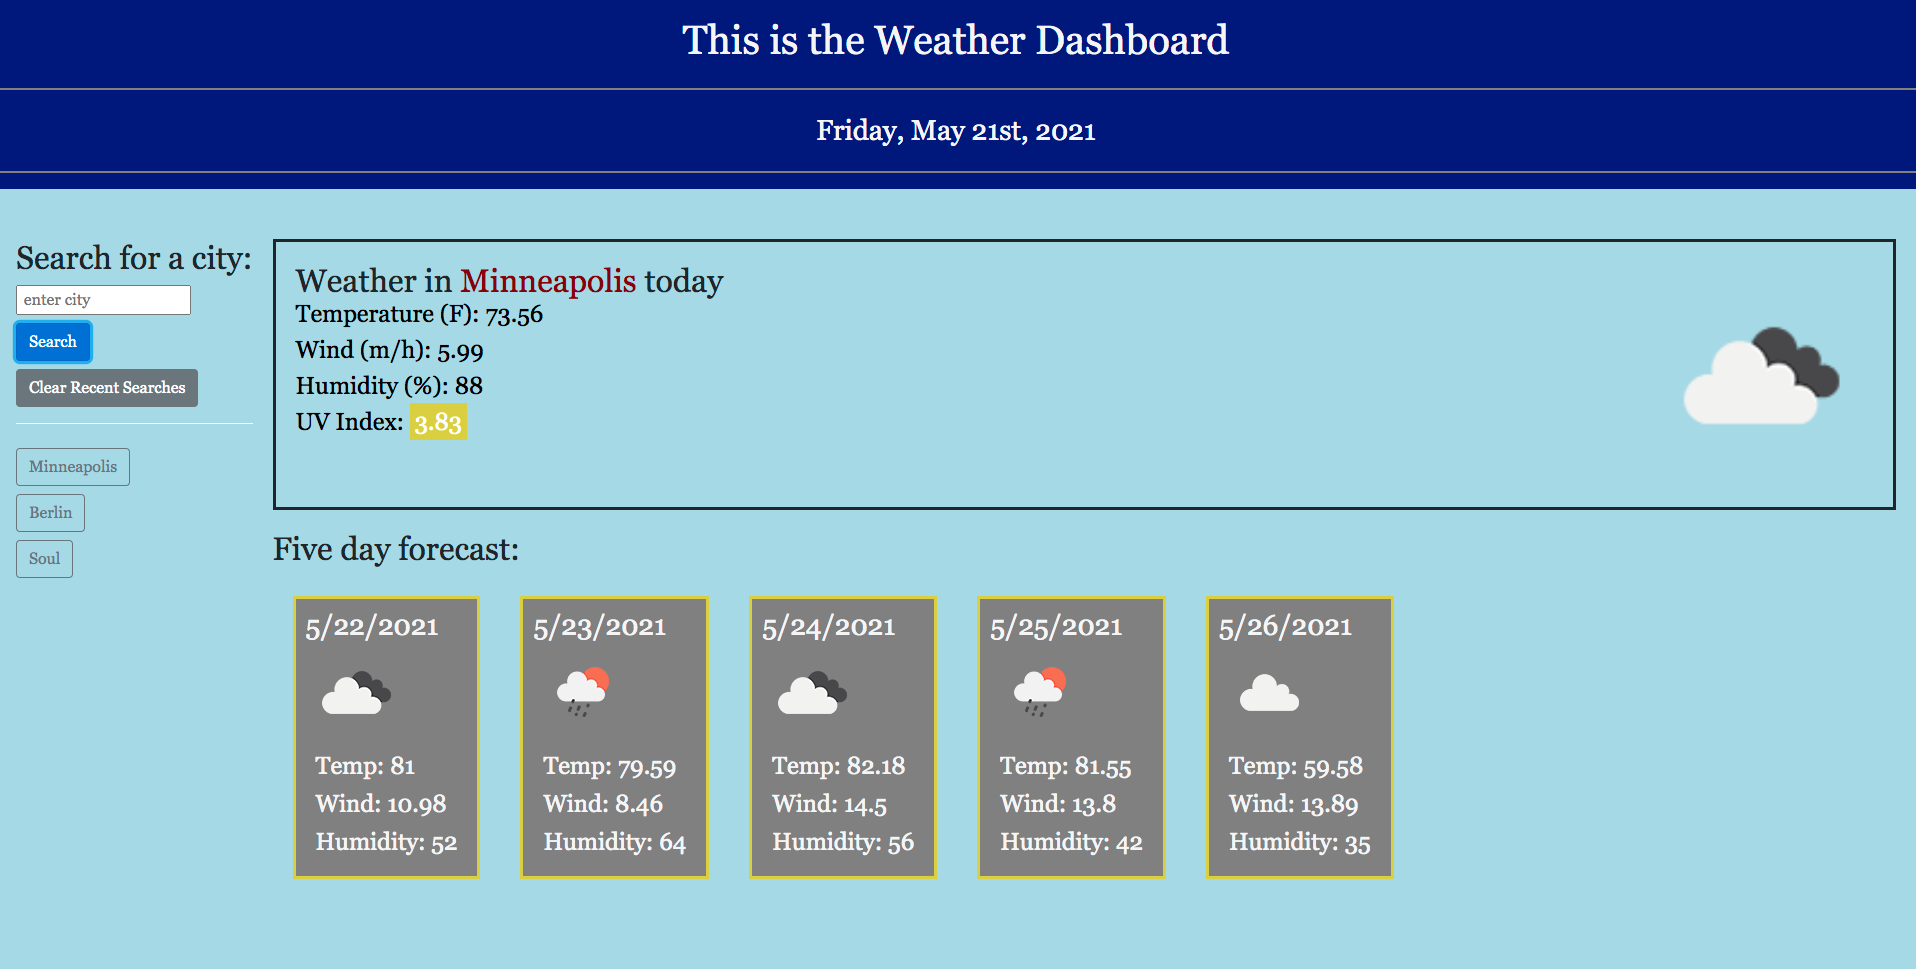 This is the Weather Dashboard
Friday, May 21st, 2021
Search for a city:
enter city
Search
Clear Recent Searches
Minneapolis
Berlin
Soul
Weather in Minneapolis today
Temperature (F): 73.56
Wind (m/h): 5.99
Humidity (%): 88
UV Index: 3.83
Five day forecast:
5/22/2021
Temp: 81
Wind: 10.98
Humidity: 52
5/23/2021
Temp: 79.59
Wind: 8.46
Humidity: 64
5/24/2021
Temp: 82.18
Wind: 14.5
Humidity: 56
5/25/2021
Temp: 81.55
Wind: 13.8
Humidity: 42
5/26/2021
Temp: 59.58
Wind: 13.89
Humidity: 35